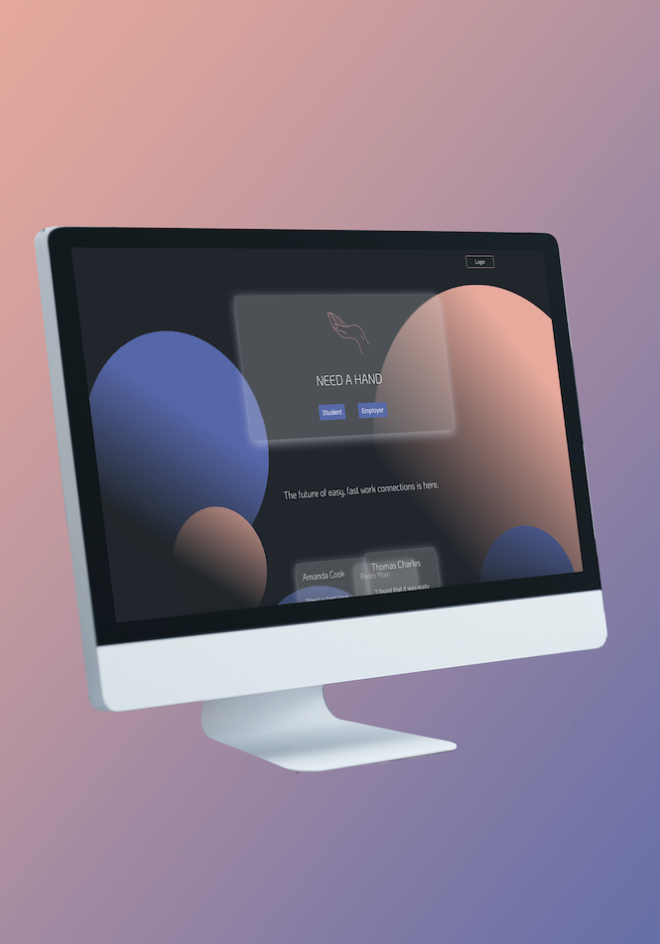 Login
NEED A HAND
Student
Employer
The future of easy, fast work connections is here.
Amanda Cook
Pedro Main
Thomas Charles
"I found that it was really